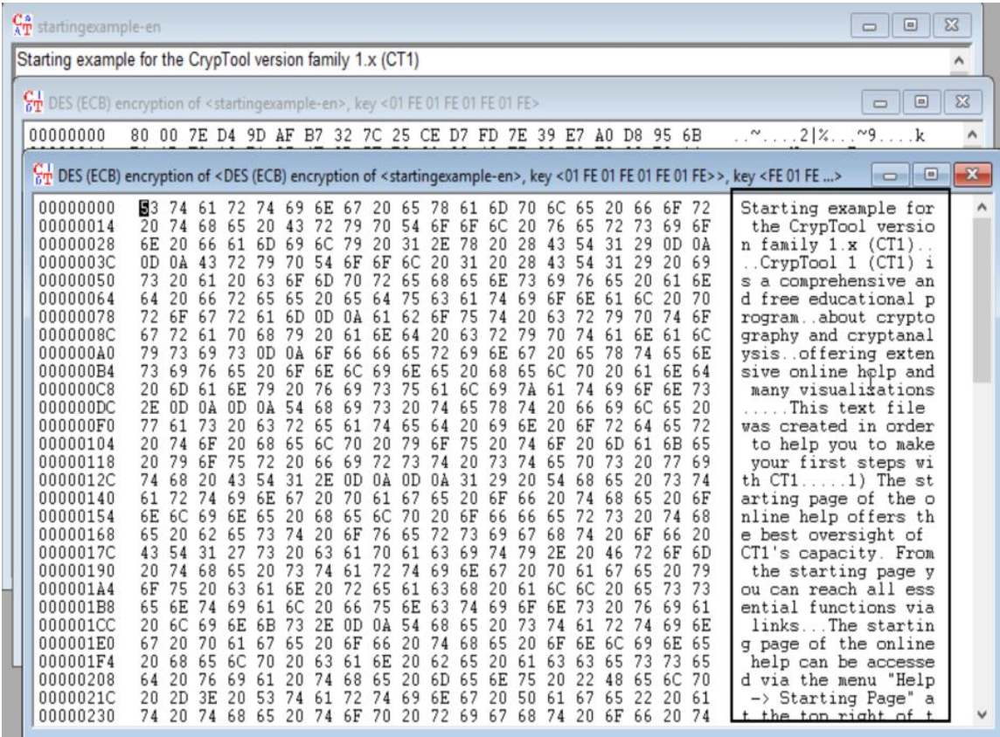 startingexample-en
Starting example for the CrypTool version family 1.x (CT1)
DES (ECB) encryption of <startingexample-en>, key <01 FE 01 FE 01 FE 01 FE>
00000000 80 00 7E D4 9D AF B7 32 7C 25 CE D7 FD 7E 39 E7 A0 D8 95 6B ..~....2|%...~9....k
DES (ECB) encryption of <DES (ECB) encryption of <startingexample-en>, key <01 FE 01 FE 01 FE 01 FE>>, key <FE 01 FE ...>
00000000 53 74 61 72 74 69 6E 67 20 65 78 61 6D 70 6C 65 20 66 6F 72 Starting example for
00000014 20 74 68 65 20 43 72 79 70 54 6F 6F 6C 20 76 65 72 73 69 6F the CrypTool versio
00000028 6E 20 66 61 6D 69 6C 79 20 31 2E 78 20 28 43 54 31 29 0D 0A n family 1.x (CT1)..
0000003C 0D 0A 43 72 79 70 54 6F 6F 6C 20 31 20 28 43 54 31 29 20 69 ..CrypTool 1 (CT1) i
00000050 73 20 61 20 63 6F 6D 70 72 65 68 65 6E 73 69 76 65 20 61 6E s a comprehensive an
00000064 64 20 66 72 65 65 20 65 64 75 63 61 74 69 6F 6E 61 6C 20 70 d free educational p
00000078 72 6F 67 72 61 6D 0D 0A 61 62 6F 75 74 20 63 72 79 70 74 6F rogram..about crypto
0000008C 67 72 61 70 68 79 20 61 6E 64 20 63 72 79 70 74 61 6E 61 6C graphy and cryptanal
000000A0 79 73 69 73 0D 0A 6F 66 66 65 72 69 6E 67 20 65 78 74 65 6E ysis..offering exten
000000B4 73 69 76 65 20 6F 6E 6C 69 6E 65 20 68 65 6C 70 20 61 6E 64 sive online help and
000000C8 20 6D 61 6E 79 20 76 69 73 75 61 6C 69 7A 61 74 69 6F 6E 73 many visualizations
000000DC 2E 0D 0A 0D 0A 54 68 69 73 20 74 65 78 74 20 66 69 6C 65 20 .....This text file
000000F0 77 61 73 20 63 72 65 61 74 65 64 20 69 6E 20 6F 72 64 65 72 was created in order
00000104 20 74 6F 20 68 65 6C 70 20 79 6F 75 20 74 6F 20 6D 61 6B 65 to help you to make
00000118 20 79 6F 75 72 20 66 69 72 73 74 20 73 74 65 70 73 20 77 69 your first steps wi
0000012C 74 68 20 43 54 31 2E 0D 0A 0D 0A 31 29 20 54 68 65 20 73 74 th CT1.....1) The st
00000140 61 72 74 69 6E 67 20 70 61 67 65 20 6F 66 20 74 68 65 20 6F arting page of the o
00000154 6E 6C 69 6E 65 20 68 65 6C 70 20 6F 66 66 65 72 73 20 74 68 nline help offers th
00000168 65 20 62 65 73 74 20 6F 76 65 72 73 69 67 68 74 20 6F 66 20 e best oversight of
0000017C 43 54 31 27 73 20 63 61 70 61 63 69 74 79 2E 20 46 72 6F 6D CT1's capacity. From
00000190 20 74 68 65 20 73 74 61 72 74 69 6E 67 20 70 61 67 65 20 79 the starting page y
000001A4 6F 75 20 63 61 6E 20 72 65 61 63 68 20 61 6C 6C 20 65 73 73 ou can reach all ess
000001B8 65 6E 74 69 61 6C 20 66 75 6E 63 74 69 6F 6E 73 20 76 69 61 ential functions via
000001CC 20 6C 69 6E 6B 73 2E 0D 0A 54 68 65 20 73 74 61 72 74 69 6E links...The startin
000001E0 67 20 70 61 67 65 20 6F 66 20 74 68 65 20 6F 6E 6C 69 6E 65 g page of the online
000001F4 20 68 65 6C 70 20 63 61 6E 20 62 65 20 61 63 63 65 73 73 65 help can be accesse
00000208 64 20 76 69 61 20 74 68 65 20 6D 65 6E 75 20 22 48 65 6C 70 d via the menu "Help
0000021C 20 2D 3E 20 53 74 61 72 74 69 6E 67 20 50 61 67 65 22 20 61 -> Starting Page" a
00000230 74 20 74 68 65 20 74 6F 70 20 72 69 67 68 74 20 6F 66 20 74 t the top right of t